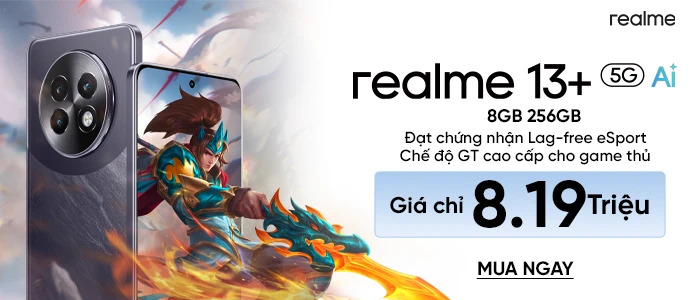 realme
realme 13+ 5G Ai
8GB 256GB
Đạt chứng nhận Lag-free eSport
Chế độ GT cao cấp cho game thủ
Giá chỉ 8.19 Triệu
MUA NGAY